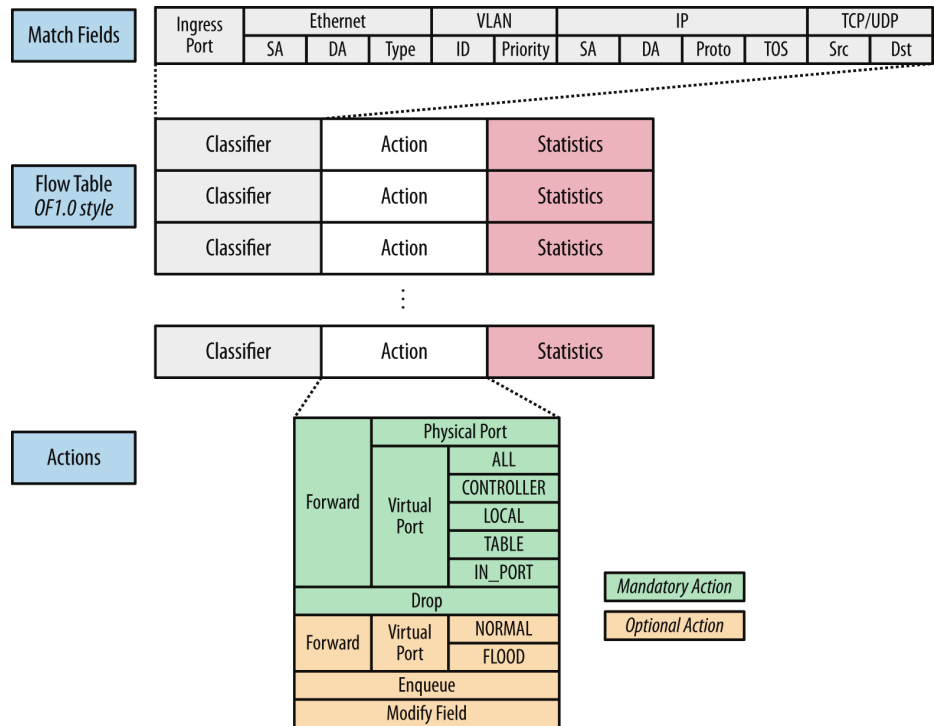 Match Fields
Ingress Port
Ethernet
VLAN
IP
TCP/UDP
SA
DA
Type
ID
Priority
SA
DA
Proto
TOS
Src
Dst
Flow Table
OF1.0 style
Classifier
Action
Statistics
Classifier
Action
Statistics
Classifier
Action
Statistics
Classifier
Action
Statistics
Actions
Forward
Physical Port
Virtual Port
ALL
CONTROLLER
LOCAL
TABLE
IN_PORT
Drop
Forward
Virtual Port
NORMAL
FLOOD
Enqueue
Modify Field
Mandatory Action
Optional Action